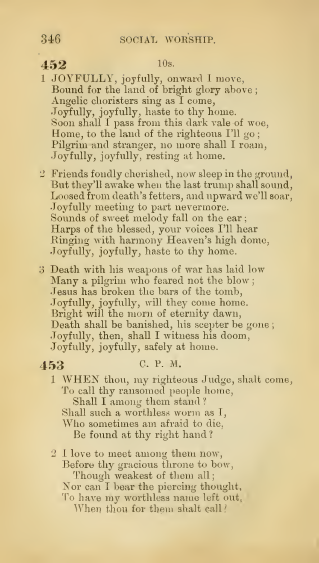 346 SOCIAL WORSHIP.
452 10s.
1 JOYFULLY, joyfully, onward I move,
Bound for the land of bright glory above;
Angelic choristers sing as I come,
Joyfully, joyfully, haste to thy home.
Soon shall I pass from this dark vale of woe,
Home, to the land of the righteous I'll go;
Pilgrim and stranger, no more shall I roam,
Joyfully, joyfully, resting at home.
2 Friends fondly cherished, now sleep in the ground,
But they'll awake when the last trump shall sound,
Loosed from death's fetters, and upward we'll soar,
Joyfully meeting to part nevermore.
Sounds of sweet melody fall on the ear;
Harps of the blessed, your voices I'll hear
Ringing with harmony Heaven's high dome,
Joyfully, joyfully, haste to thy home.
3 Death with his weapons of war has laid low
Many a pilgrim who feared not the blow;
Jesus has broken the bars of the tomb,
Joyfully, joyfully, will they come home.
Bright will the morn of eternity dawn,
Death shall be banished, his scepter be gone;
Joyfully, then, shall I witness his doom,
Joyfully, joyfully, safely at home.
453 C. P. M.
1 WHEN thou, my righteous Judge, shalt come,
To call thy ransomed people home,
Shall I among them stand?
Shall such a worthless worm as I,
Who sometimes am afraid to die,
Be found at thy right hand?
2 I love to meet among them now,
Before thy gracious throne to bow,
Though weakest of them all;
Nor can I bear the piercing thought,
To have my worthless name left out,
When thou for them shalt call!